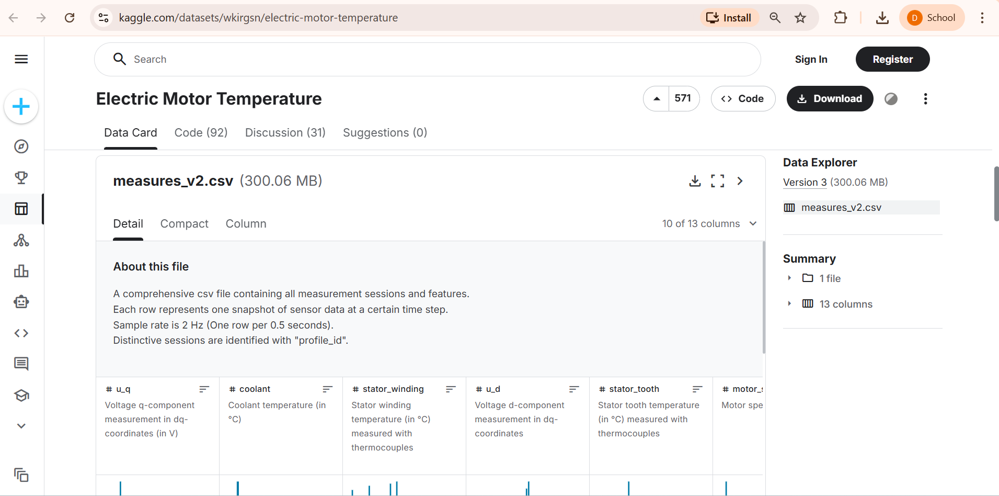 kaggle.com/datasets/wkirgsn/electric-motor-temperature
Install
D
School
Search
Sign In
Register
Electric Motor Temperature
571
<> Code
Download
Data Card
Code (92)
Discussion (31)
Suggestions (0)
measures_v2.csv (300.06 MB)
Detail
Compact
Column
10 of 13 columns
About this file
A comprehensive csv file containing all measurement sessions and features.
Each row represents one snapshot of sensor data at a certain time step.
Sample rate is 2 Hz (One row per 0.5 seconds).
Distinctive sessions are identified with "profile_id".
# u_q
Voltage q-component
measurement in dq-
coordinates (in V)
# coolant
Coolant temperature (in
°C)
# stator_winding
Stator winding
temperature (in °C)
measured with
thermocouples
# u_d
Voltage d-component
measurement in dq-
coordinates
# stator_tooth
Stator tooth temperature
(in °C) measured with
thermocouples
# motor_s
Motor spe
Data Explorer
Version 3 (300.06 MB)
measures_v2.csv
Summary
1 file
13 columns